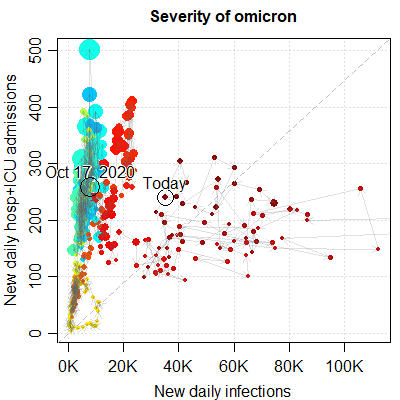 Severity of omicron
New daily hosp+ICU admissions
500
400
300
200
100
0
Oct 17, 2020
Today
0K 20K 40K 60K 80K 100K
New daily infections